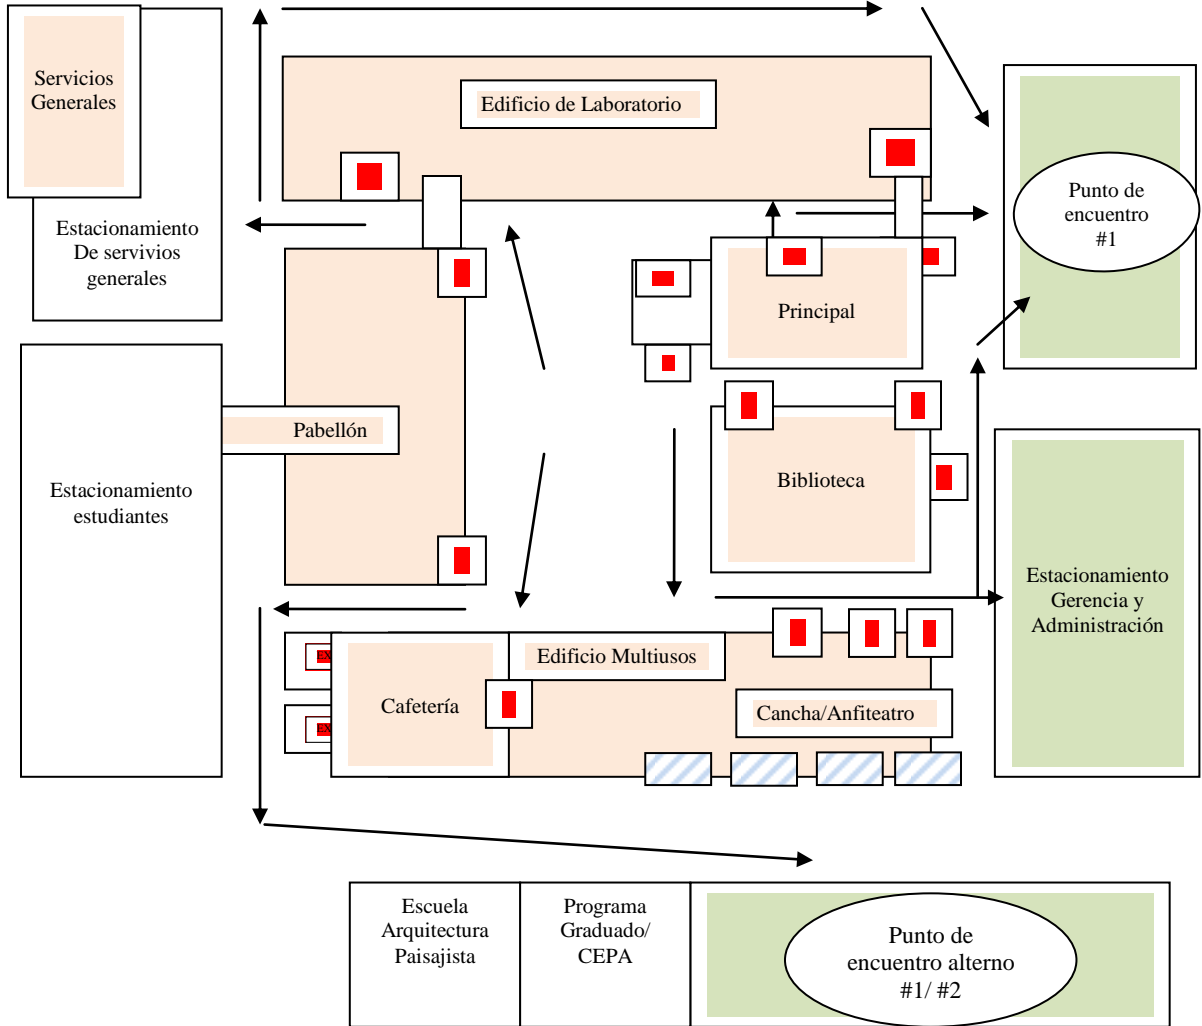 Servicios
Generales
Edificio de Laboratorio
Estacionamiento
De servivios
generales
Punto de
encuentro
#1
Principal
Pabellón
Biblioteca
Estacionamiento
estudiantes
Estacionamiento
Gerencia y
Administración
Edificio Multiusos
Cafetería
Cancha/Anfiteatro
EX
EX
Escuela
Arquitectura
Paisajista
Programa
Graduado/
CEPA
Punto de
encuentro alterno
#1/ #2